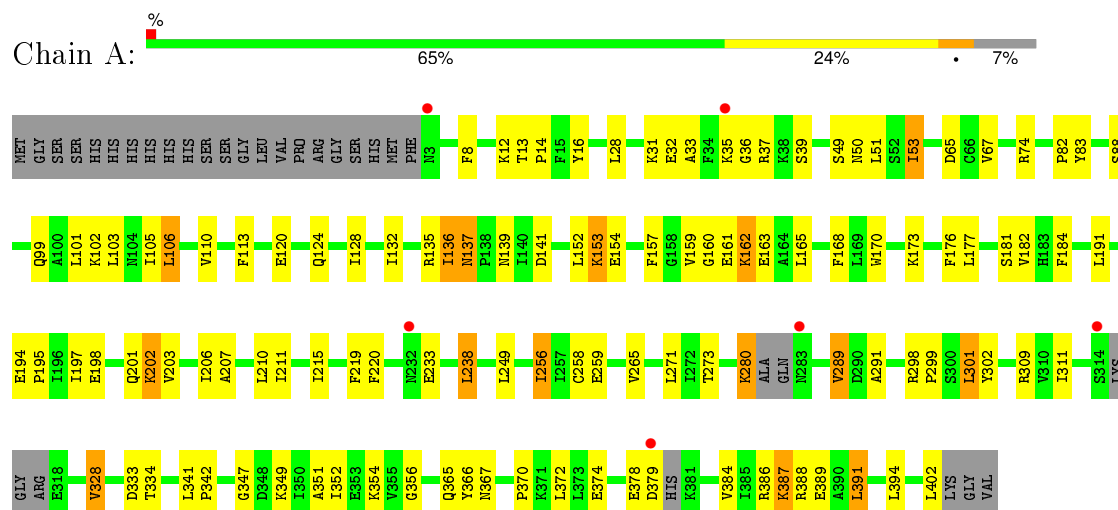 %
Chain A:
65% 24% • 7%
MET GLY SER SER HIS HIS HIS HIS HIS HIS SER SER GLY LEU VAL PRO ARG GLY SER HIS MET PHE N3 F8 K12 T13 P14 F15 Y16 L28 K31 E32 A33 F34 K35 G36 R37 K38 S39 S49 N50 L51 S52 I53 D65 C66 V67 R74 P82 Y83 S88
Q99 A100 L101 K102 L103 N104 I105 L106 V110 F113 E120 Q124 I128 I132 R135 I136 N137 P138 N139 I140 D141 L152 K153 E154 F157 G158 V159 G160 E161 K162 E163 A164 L165 F168 L169 W170 K173 F176 L177 S181 V182 H183 F184 L191
E194 P195 I196 I197 E198 Q201 K202 V203 I206 A207 L210 I211 I215 F219 F220 N232 E233 L238 L249 I256 I257 C258 E259 V265 L271 I272 T273 K280 ALA GLN N283 V289 D290 A291 R298 P299 S300 L301 Y302 R309 V310 I311 S314 LYS
GLY ARG E318 V328 D333 T334 L341 P342 G347 D348 K349 I350 A351 I352 E353 K354 V355 G356 Q365 Y366 N367 P370 K371 L372 L373 E374 E378 D379 HIS K381 V384 I385 R386 K387 R388 E389 A390 L391 L394 L402 LYS GLY VAL